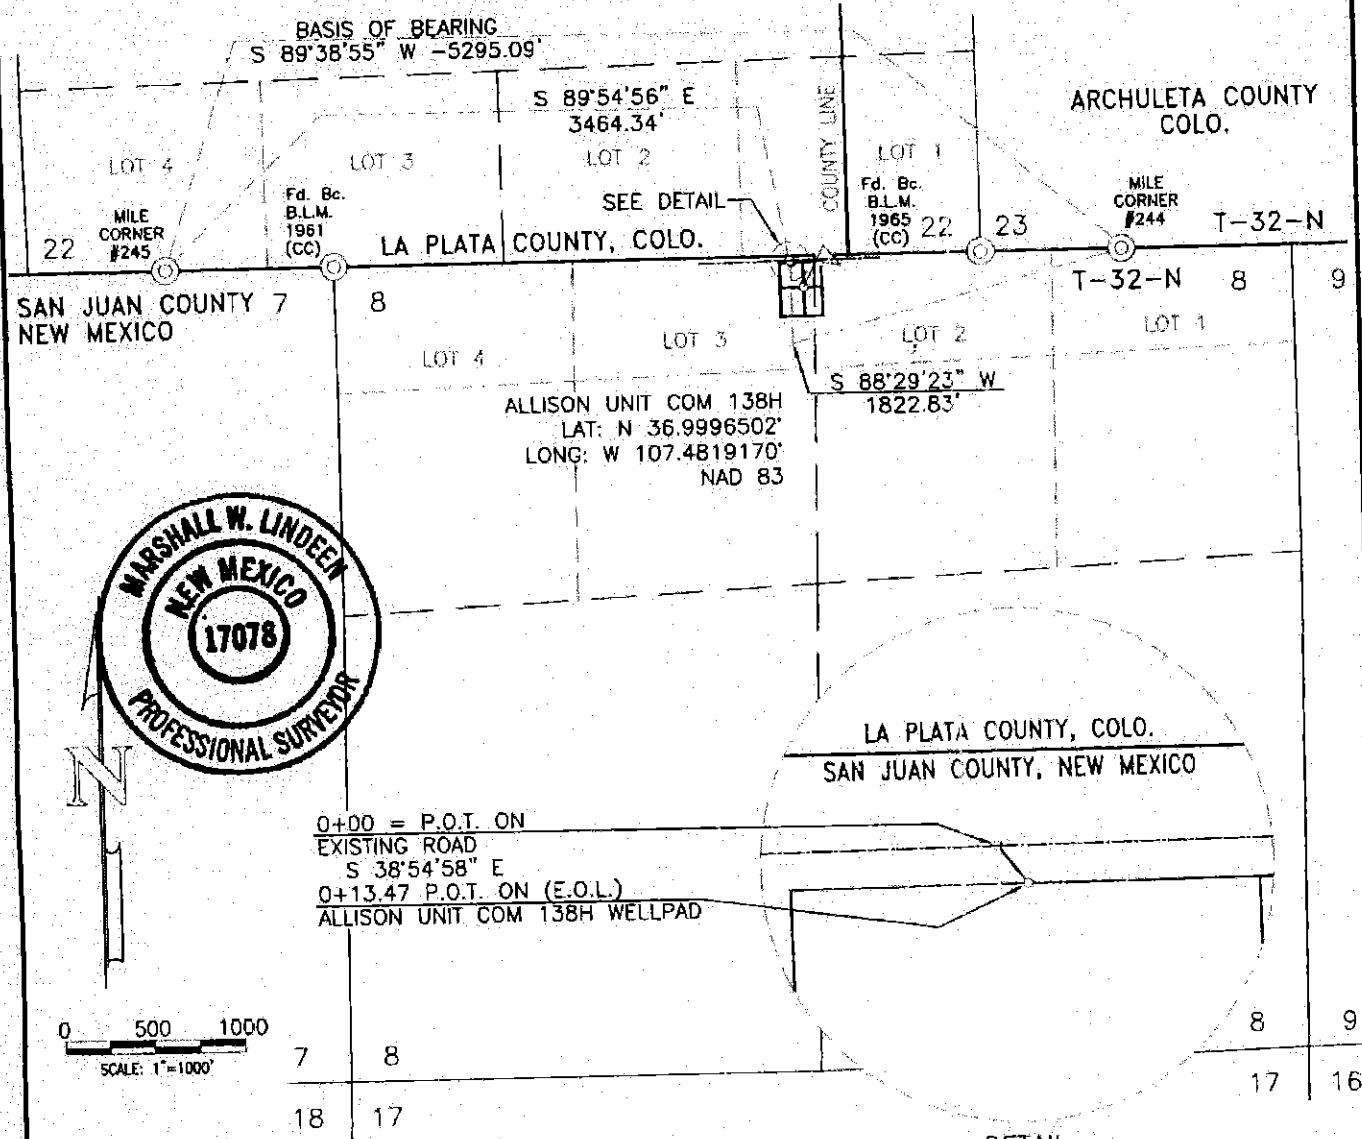 BASIS OF BEARING
S 89°38'55" W -5295.09'
S 89°54'56" E
3464.34'
COUNTY LINE
ARCHULETA COUNTY
COLO.
LOT 4
LOT 3
LOT 2
LOT 1
Fd. Bc.
B.L.M.
1961
(CC)
Fd. Bc.
B.L.M.
1965
(CC)
SEE DETAIL
MILE
CORNER
#245
MILE
CORNER
#244
22
LA PLATA COUNTY, COLO.
22
23
T-32-N
SAN JUAN COUNTY
NEW MEXICO
7
8
T-32-N
8
9
LOT 4
LOT 3
LOT 2
LOT 1
S 88°29'23" W
1822.83'
ALLISON UNIT COM 138H
LAT: N 36.9996502°
LONG: W 107.4819170°
NAD 83
MARSHALL W. LINDEEN
NEW MEXICO
17078
PROFESSIONAL SURVEYOR
N
LA PLATA COUNTY, COLO.
SAN JUAN COUNTY, NEW MEXICO
0+00 = P.O.T. ON
EXISTING ROAD
S 38°54'58" E
0+13.47 P.O.T. ON (E.O.L.)
ALLISON UNIT COM 138H WELLPAD
0 500 1000
SCALE: 1"=1000'
7
8
8
9
18
17
17
16
DETAIL